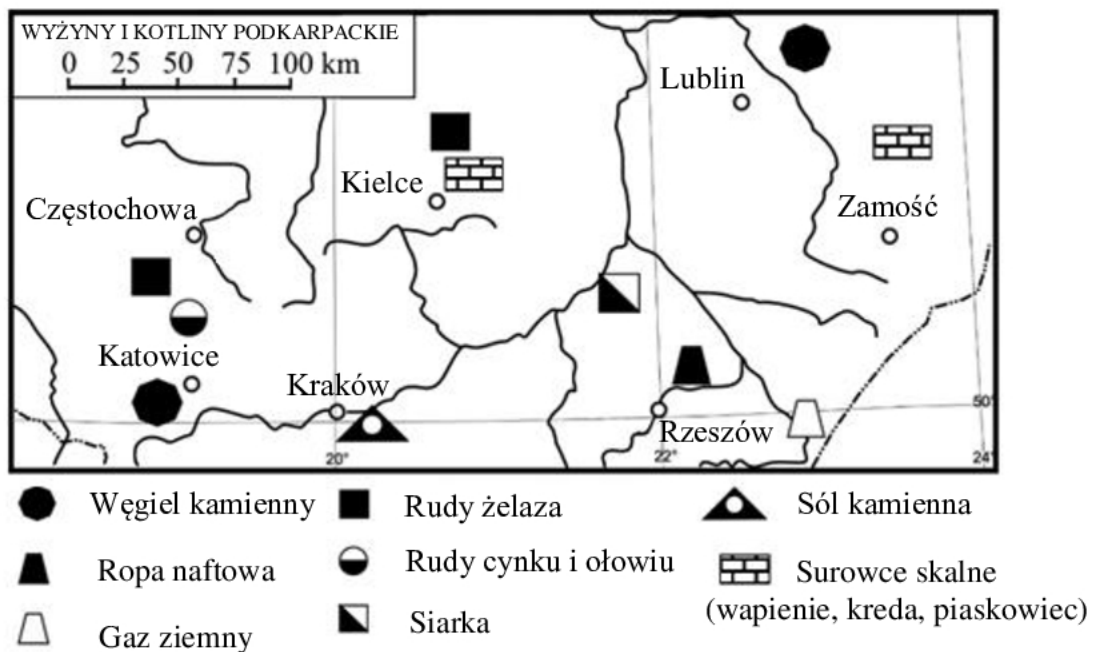 WYŻYNY I KOTLINY PODKARPACKIE
0 25 50 75 100 km
Lublin
Kielce
Częstochowa
Zamość
Katowice
Kraków
Rzeszów
50°
20°
22°
24°
Węgiel kamienny
Rudy żelaza
Sól kamienna
Ropa naftowa
Rudy cynku i ołowiu
Surowce skalne
(wapienie, kreda, piaskowiec)
Gaz ziemny
Siarka